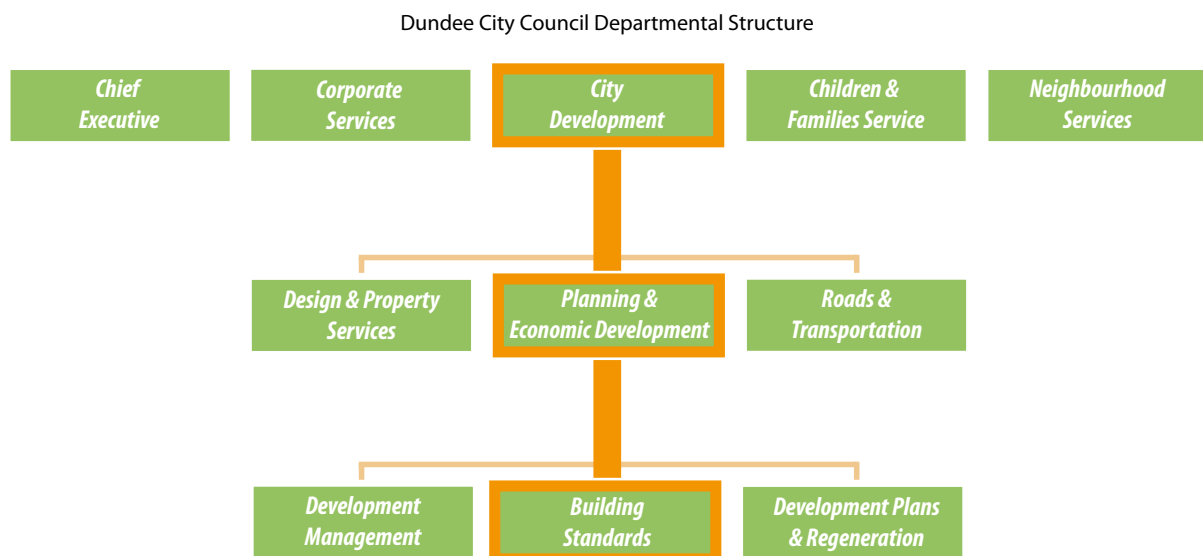 Dundee City Council Departmental Structure
Chief
Executive
Corporate
Services
City
Development
Children &
Families Service
Neighbourhood
Services
Design & Property
Services
Planning &
Economic Development
Roads &
Transportation
Development
Management
Building
Standards
Development Plans
& Regeneration